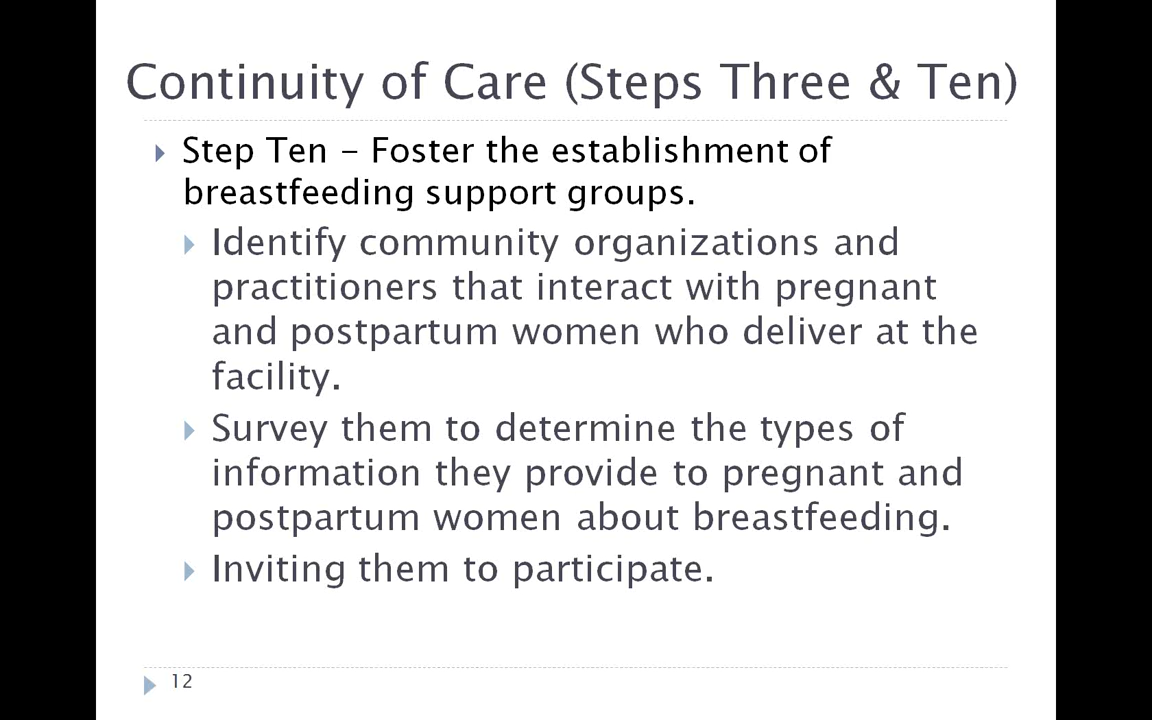 Continuity of Care (Steps Three & Ten)
Step Ten – Foster the establishment of
breastfeeding support groups.
Identify community organizations and
practitioners that interact with pregnant
and postpartum women who deliver at the
facility.
Survey them to determine the types of
information they provide to pregnant and
postpartum women about breastfeeding.
Inviting them to participate.
12